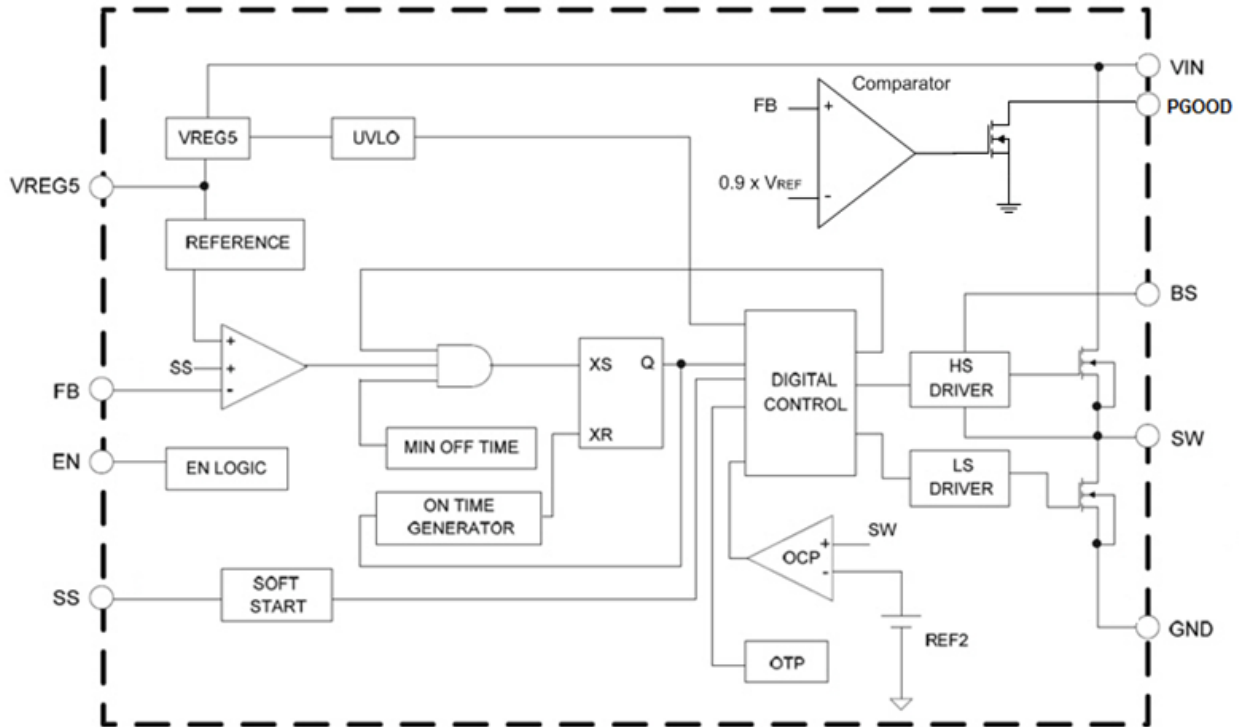 VIN
Comparator
FB
+
PGOOD
VREG5
UVLO
VREG5
0.9 x VREF
-
REFERENCE
BS
+
SS
+
-
XS
Q
HS
DRIVER
DIGITAL
CONTROL
FB
XR
MIN OFF TIME
SW
EN
EN LOGIC
LS
DRIVER
ON TIME
GENERATOR
SW
+
OCP
-
SS
SOFT
START
GND
REF2
OTP